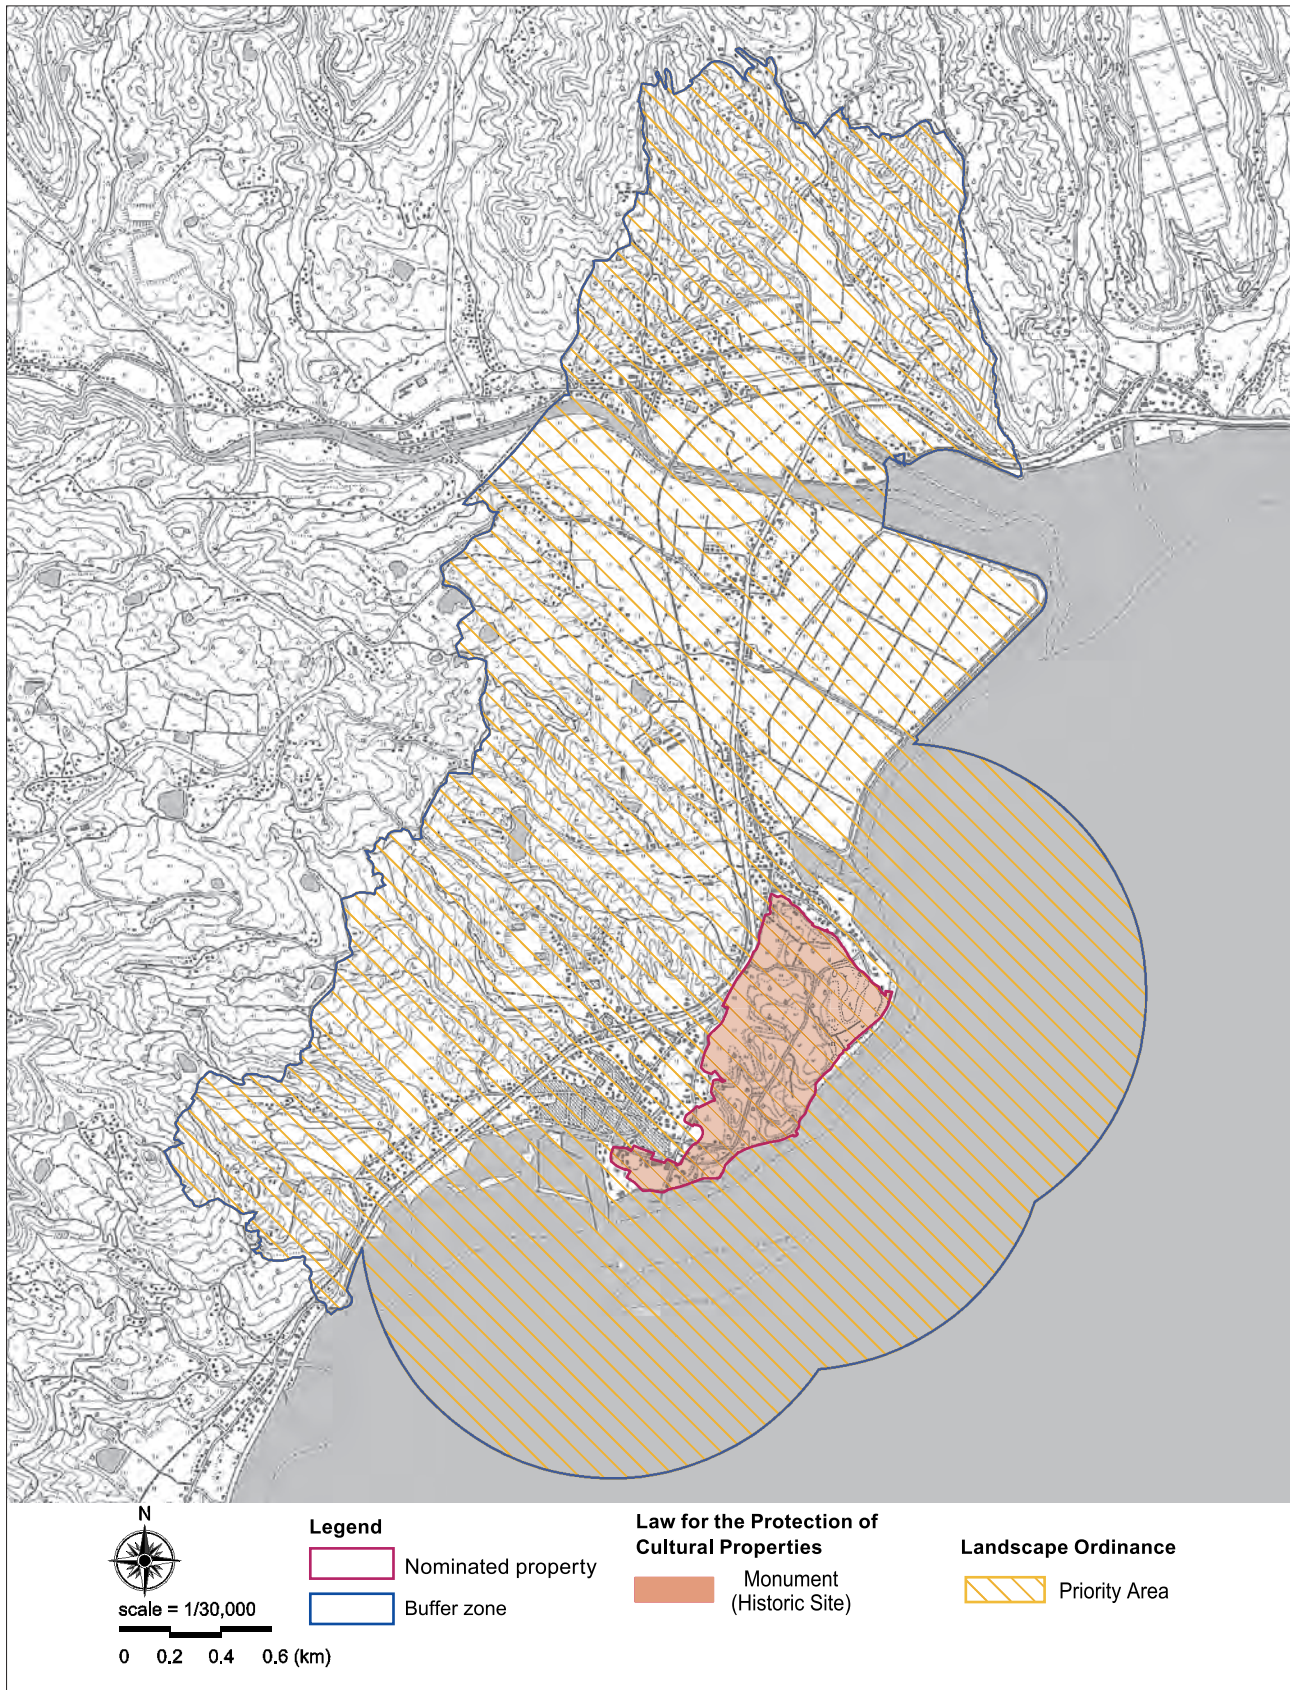 N
scale = 1/30,000
0 0.2 0.4 0.6 (km)
Legend
Nominated property
Buffer zone
Law for the Protection of
Cultural Properties
Monument
(Historic Site)
Landscape Ordinance
Priority Area